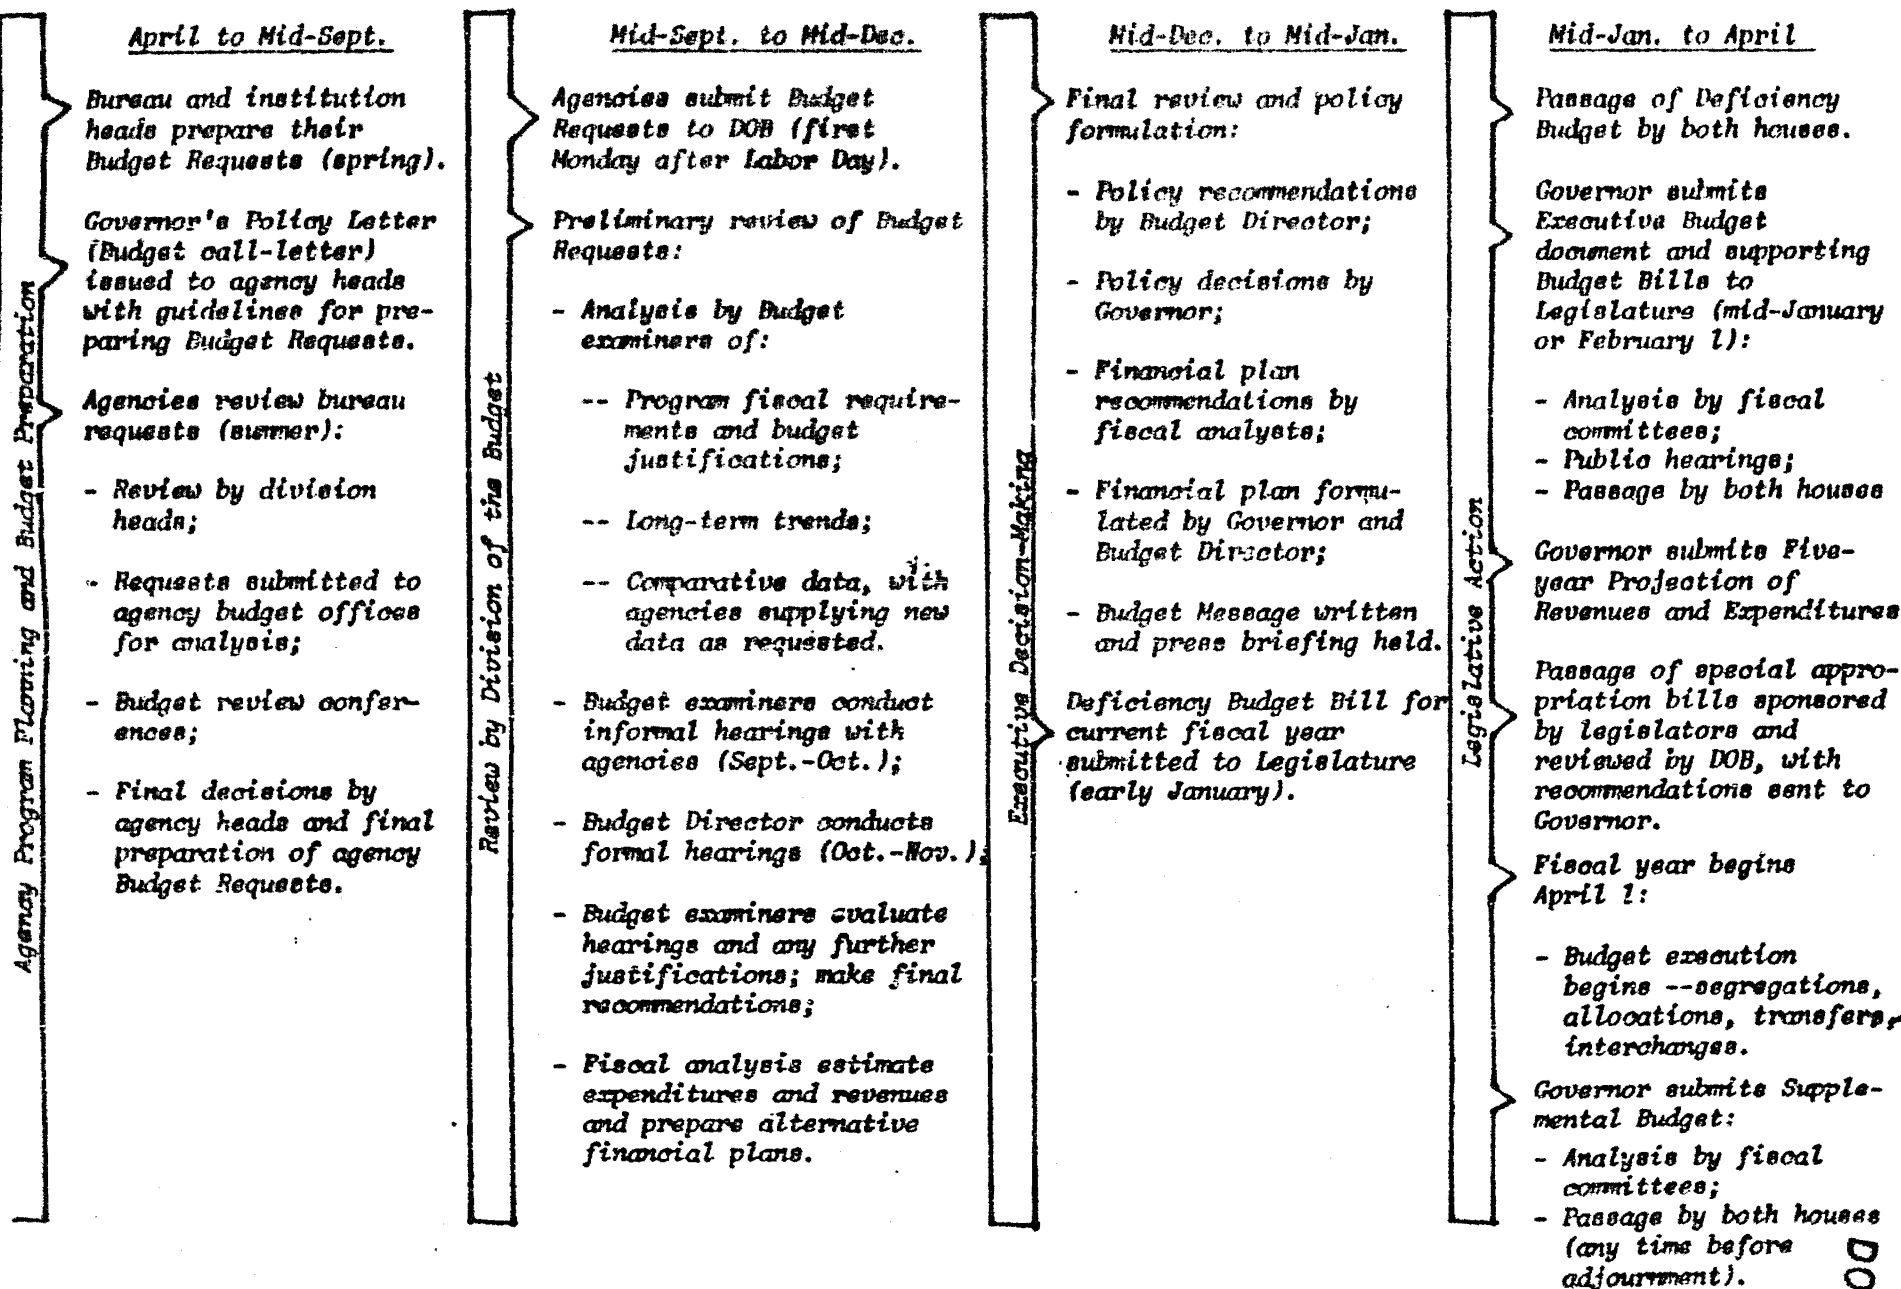 Agency Program Planning and Budget Preparation
April to Mid-Sept.
Bureau and institution
heads prepare their
Budget Requests (spring).
Governor's Policy Letter
(Budget call-letter)
issued to agency heads
with guidelines for pre-
paring Budget Requests.
Agencies review bureau
requests (summer):
- Review by division
heads;
- Requests submitted to
agency budget offices
for analysis;
- Budget review confer-
ences;
- Final decisions by
agency heads and final
preparation of agency
Budget Requests.
Review by Division of the Budget
Mid-Sept. to Mid-Dec.
Agencies submit Budget
Requests to DOB (first
Monday after Labor Day).
Preliminary review of Budget
Requests:
- Analysis by Budget
examiners of:
-- Program fiscal require-
ments and budget
justifications;
-- Long-term trends;
-- Comparative data, with
agencies supplying new
data as requested.
- Budget examiners conduct
informal hearings with
agencies (Sept.-Oct.);
- Budget Director conducts
formal hearings (Oct.-Nov.);
- Budget examiners evaluate
hearings and any further
justifications; make final
recommendations;
- Fiscal analysis estimate
expenditures and revenues
and prepare alternative
financial plans.
Executive Decision-Making
Mid-Dec. to Mid-Jan.
Final review and policy
formulation:
- Policy recommendations
by Budget Director;
- Policy decisions by
Governor;
- Financial plan
recommendations by
fiscal analysts;
- Financial plan formu-
lated by Governor and
Budget Director;
- Budget Message written
and press briefing held.
Deficiency Budget Bill for
current fiscal year
submitted to Legislature
(early January).
Legislative Action
Mid-Jan. to April
Passage of Deficiency
Budget by both houses.
Governor submits
Executive Budget
document and supporting
Budget Bills to
Legislature (mid-January
or February 1):
- Analysis by fiscal
committees;
- Public hearings;
- Passage by both houses
Governor submits Five-
year Projection of
Revenues and Expenditures
Passage of special appro-
priation bills sponsored
by legislators and
reviewed by DOB, with
recommendations sent to
Governor.
Fiscal year begins
April 1:
- Budget execution
begins --segregations,
allocations, transfers,
interchanges.
Governor submits Supple-
mental Budget:
- Analysis by fiscal
committees;
- Passage by both houses
(any time before
adjournment).